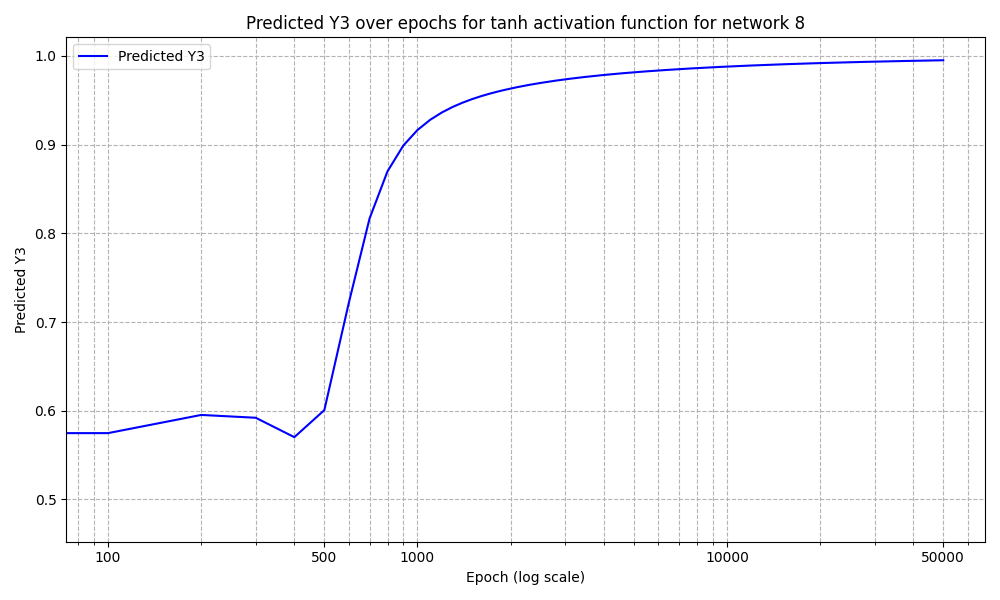 Predicted Y3 over epochs for tanh activation function for network 8
Predicted Y3
1.0
0.9
0.8
0.7
0.6
0.5
Predicted Y3
100
500
1000
10000
50000
Epoch (log scale)